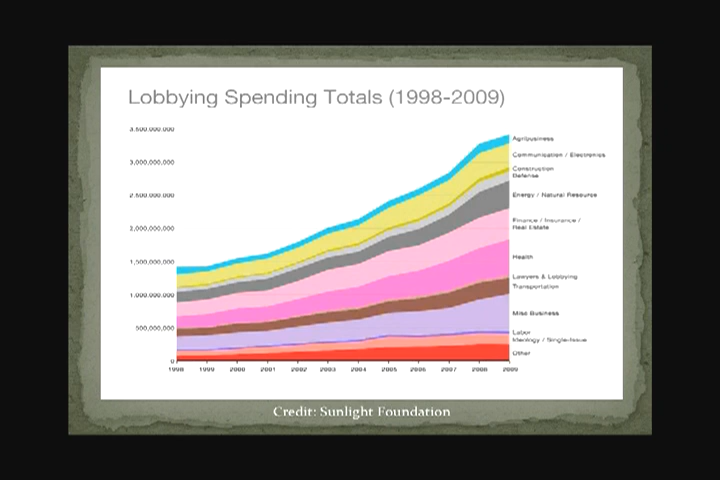 Lobbying Spending Totals (1998-2009)
3,500,000,000
3,000,000,000
2,500,000,000
2,000,000,000
1,500,000,000
1,000,000,000
500,000,000
0
1998 1999 2000 2001 2002 2003 2004 2005 2006 2007 2008 2009
Agribusiness
Communication / Electronics
Construction
Defense
Energy / Natural Resource
Finance / Insurance /
Real Estate
Health
Lawyers & Lobbying
Transportation
Misc Business
Labor
Ideology / Single-Issue
Other
Credit: Sunlight Foundation